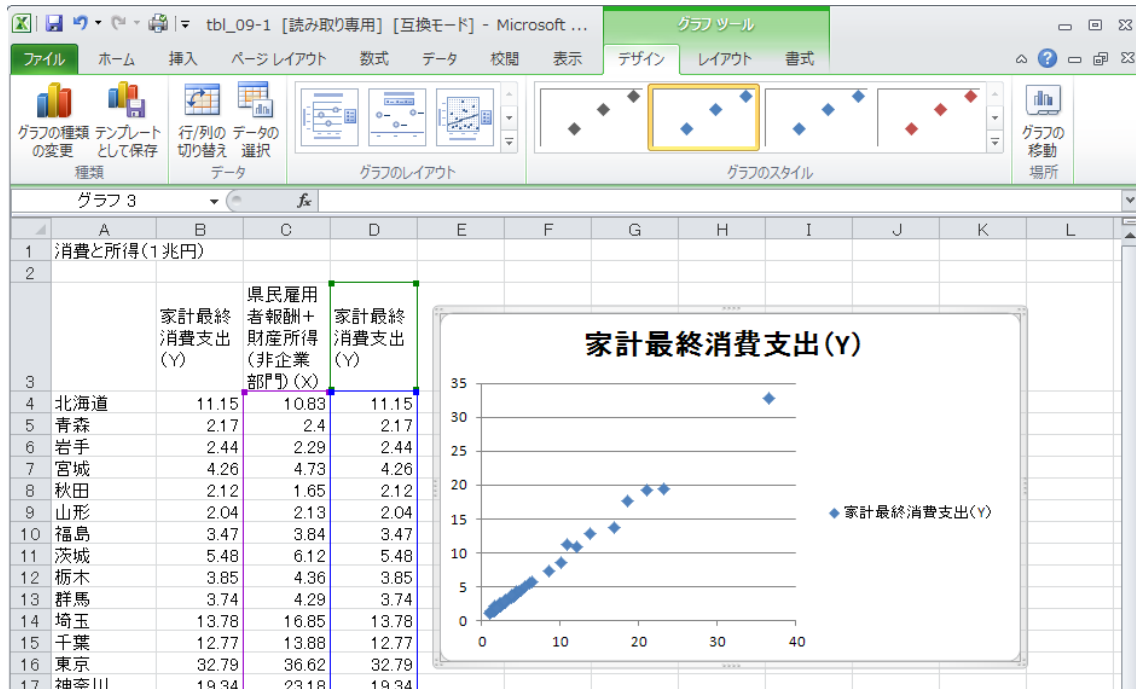 tbl_09-1 [読み取り専用] [互換モード] - Microsoft ...
グラフ ツール
ファイル ホーム 挿入 ページ レイアウト 数式 データ 校閲 表示 デザイン レイアウト 書式
グラフの種類の変更 テンプレートとして保存 行/列の切り替え データの選択 グラフの移動
種類 データ グラフのレイアウト グラフのスタイル 場所
グラフ 3 fx
A B C D E F G H I J K L
1 消費と所得(1兆円)
2
3 家計最終消費支出(Y) 県民雇用者報酬+財産所得(非企業部門)(X) 家計最終消費支出(Y)
4 北海道 11.15 10.83 11.15
5 青森 2.17 2.4 2.17
6 岩手 2.44 2.29 2.44
7 宮城 4.26 4.73 4.26
8 秋田 2.12 1.65 2.12
9 山形 2.04 2.13 2.04
10 福島 3.47 3.84 3.47
11 茨城 5.48 6.12 5.48
12 栃木 3.85 4.36 3.85
13 群馬 3.74 4.29 3.74
14 埼玉 13.78 16.85 13.78
15 千葉 12.77 13.88 12.77
16 東京 32.79 36.62 32.79
17 神奈川 19.34 23.18 19.34
家計最終消費支出(Y)
35
30
25
20
15
10
5
0
0 10 20 30 40
家計最終消費支出(Y)